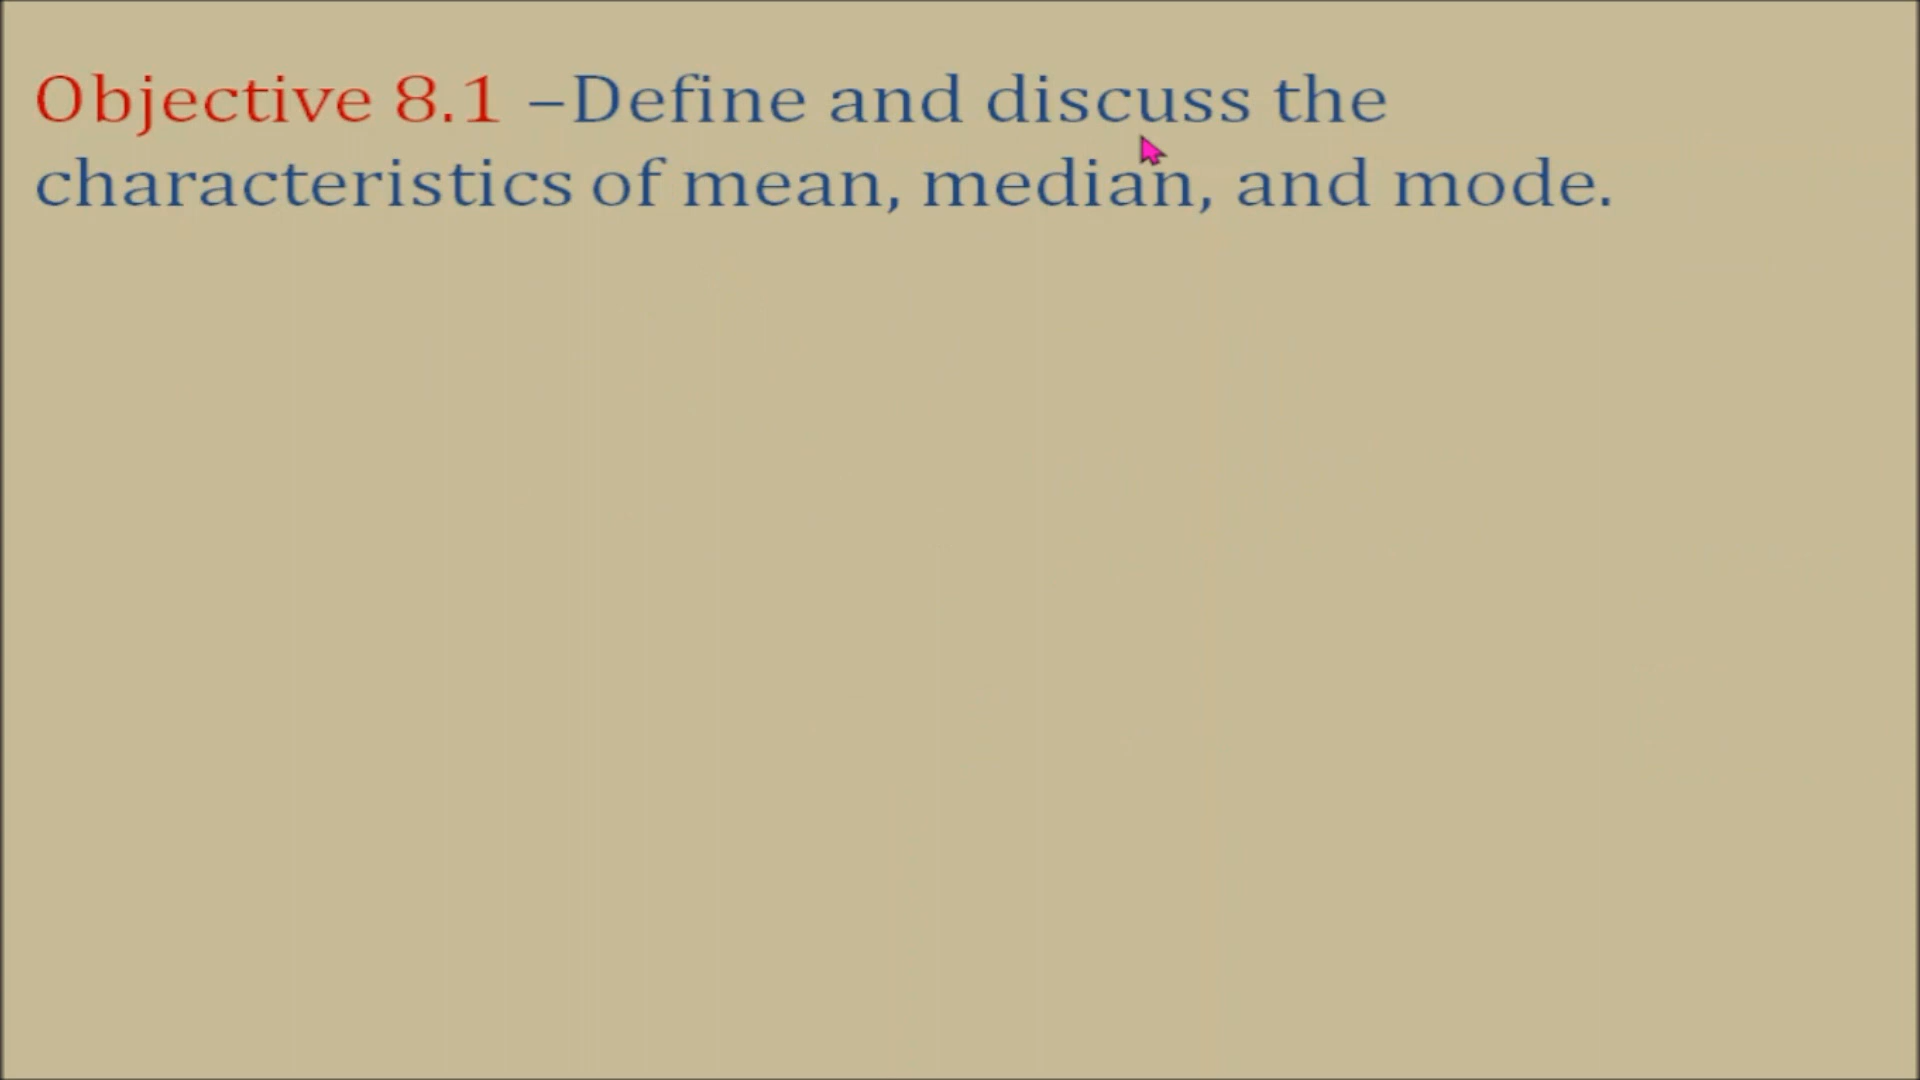 Objective 8.1 –Define and discuss the
characteristics of mean, median, and mode.